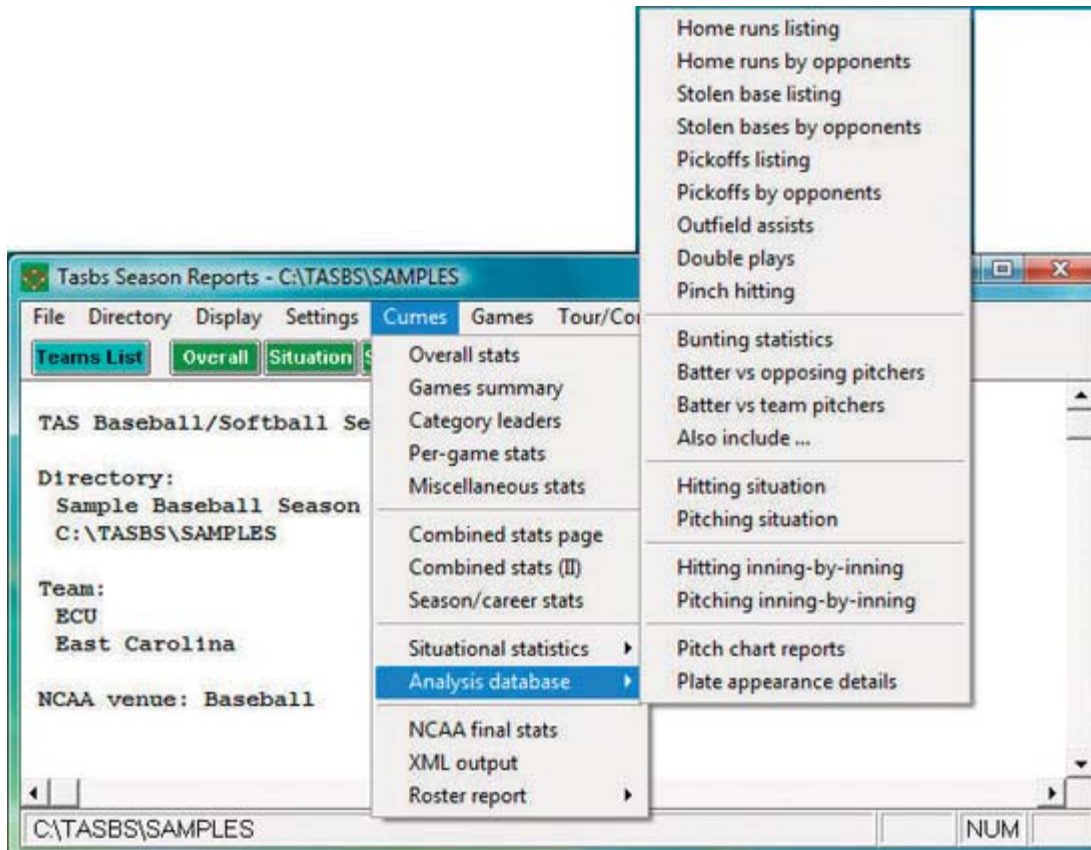 Tasbs Season Reports - C:\TASBS\SAMPLES
File Directory Display Settings Cumes Games Tour/Co
Teams List Overall Situation S
TAS Baseball/Softball Se
Directory:
Sample Baseball Season
C:\TASBS\SAMPLES
Team:
ECU
East Carolina
NCAA venue: Baseball
Overall stats
Games summary
Category leaders
Per-game stats
Miscellaneous stats
Combined stats page
Combined stats (II)
Season/career stats
Situational statistics
Analysis database
NCAA final stats
XML output
Roster report
Home runs listing
Home runs by opponents
Stolen base listing
Stolen bases by opponents
Pickoffs listing
Pickoffs by opponents
Outfield assists
Double plays
Pinch hitting
Bunting statistics
Batter vs opposing pitchers
Batter vs team pitchers
Also include ...
Hitting situation
Pitching situation
Hitting inning-by-inning
Pitching inning-by-inning
Pitch chart reports
Plate appearance details
C:\TASBS\SAMPLES
NUM